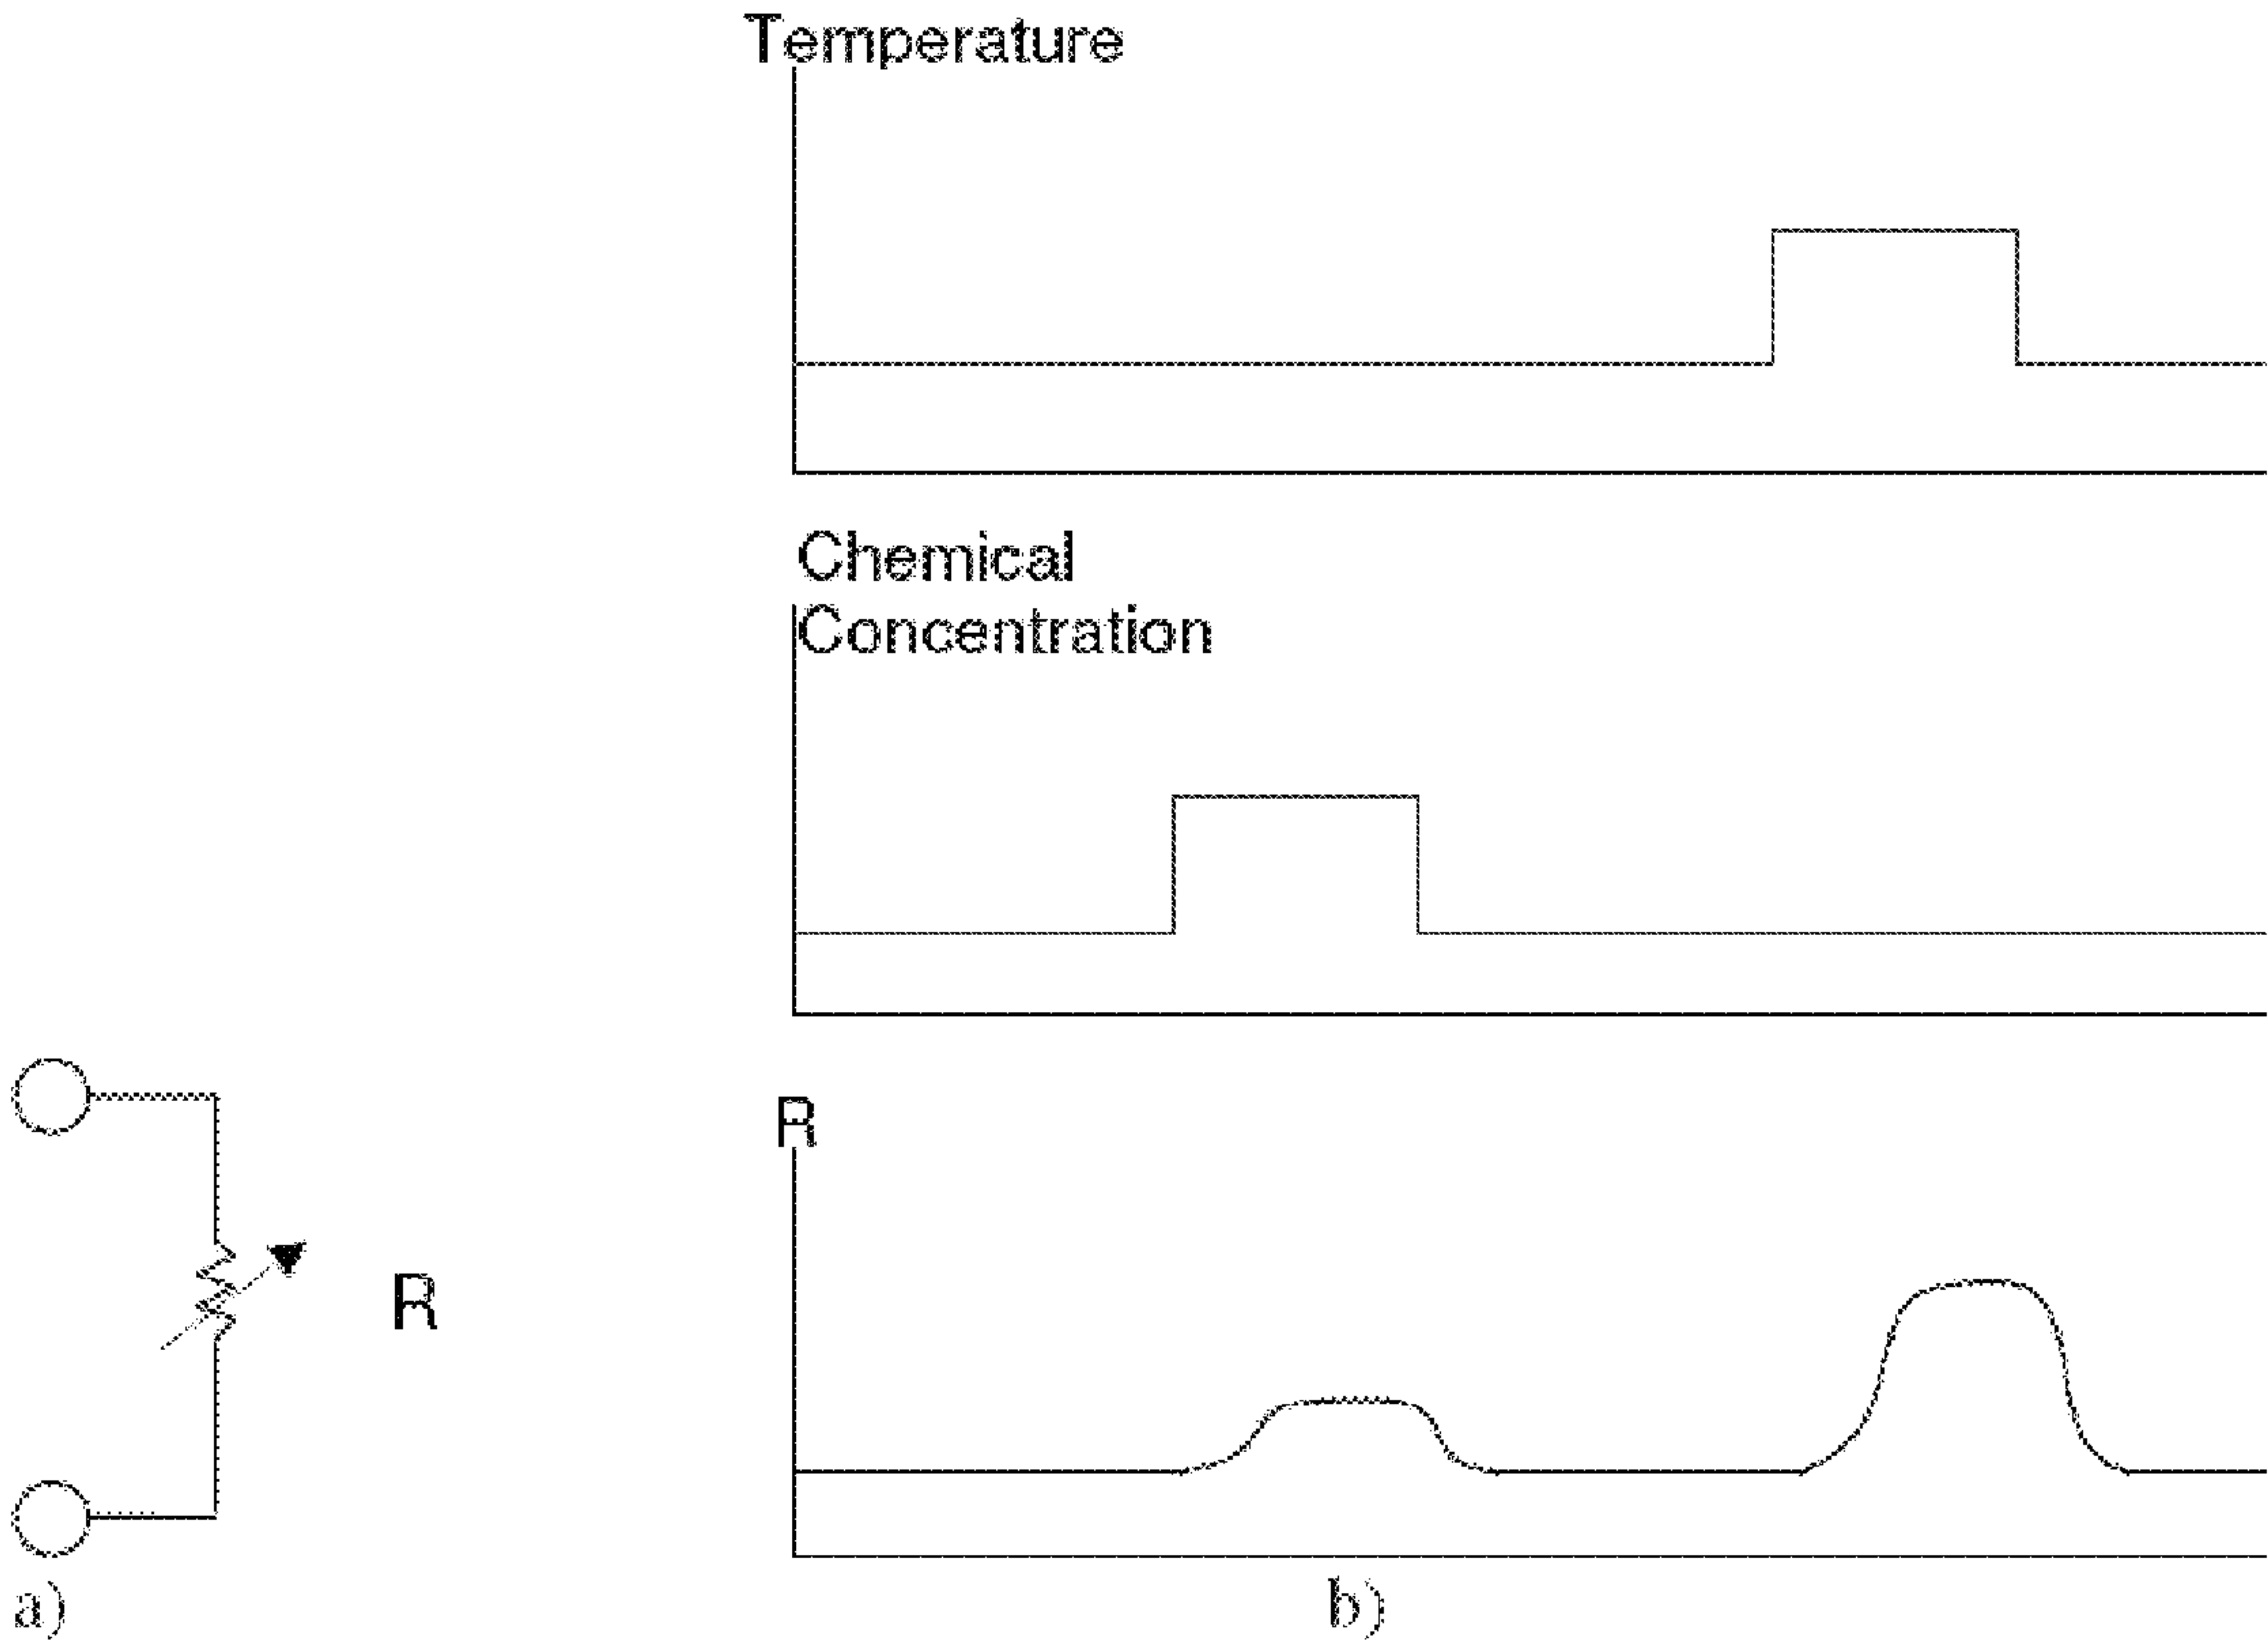 Temperature
Chemical
Concentration
R
R
a)
b)